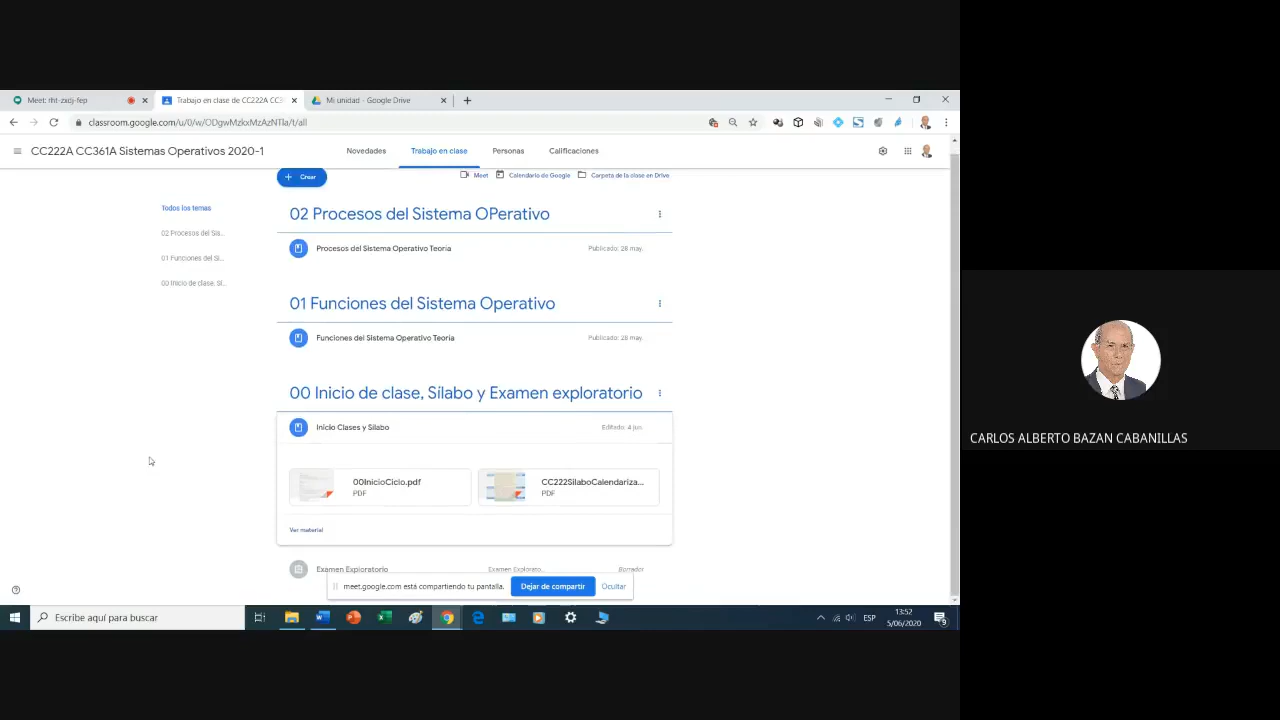 Meet: rht-zxdj-fep
Trabajo en clase de CC222A CC3
Mi unidad - Google Drive
classroom.google.com/u/0/w/ODgwMzkxMzAzNTla/t/all
CC222A CC361A Sistemas Operativos 2020-1
Novedades
Trabajo en clase
Personas
Calificaciones
Crear
Meet
Calendario de Google
Carpeta de la clase en Drive
Todos los temas
02 Procesos del Sis...
01 Funciones del Si...
00 Inicio de clase, Sí...
02 Procesos del Sistema OPerativo
Procesos del Sistema Operativo Teoria
Publicado: 28 may.
01 Funciones del Sistema Operativo
Funciones del Sistema Operativo Teoria
Publicado: 28 may.
00 Inicio de clase, Sílabo y Examen exploratorio
Inicio Clases y Silabo
Editado: 4 jun.
00InicioCiclo.pdf
PDF
CC222SilaboCalendariza...
PDF
Ver material
Examen Exploratorio
Examen Explorato...
Borrador
meet.google.com está compartiendo tu pantalla.
Dejar de compartir
Ocultar
Escribe aquí para buscar
ESP
13:52
5/06/2020
CARLOS ALBERTO BAZAN CABANILLAS